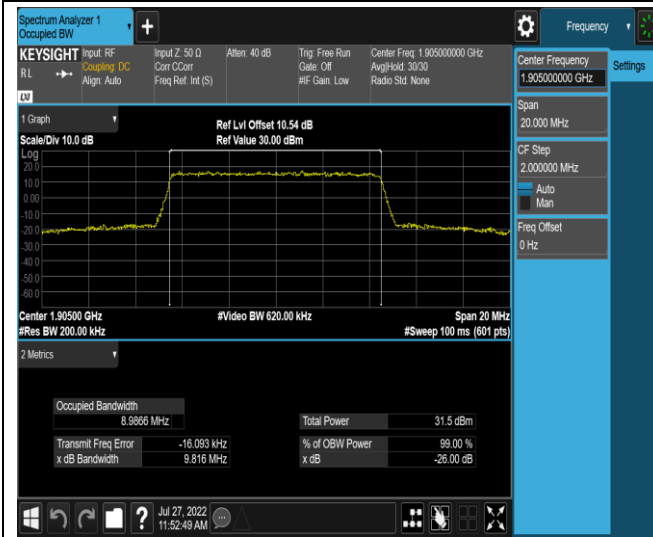 Spectrum Analyzer 1
Occupied BW
Frequency
KEYSIGHT
RL
Input: RF
Coupling: DC
Align: Auto
Input Z: 50 Ω
Corr CCorr
Freq Ref: Int (S)
Atten: 40 dB
Trig: Free Run
Gate: Off
#IF Gain: Low
Center Freq: 1.905000000 GHz
Avg|Hold: 30/30
Radio Std: None
Center Frequency
1.905000000 GHz
Settings
Span
20.000 MHz
CF Step
2.000000 MHz
Auto
Man
Freq Offset
0 Hz
1 Graph
Scale/Div 10.0 dB
Ref Lvl Offset 10.54 dB
Ref Value 30.00 dBm
Log
20.0
10.0
0.00
-10.0
-20.0
-30.0
-40.0
-50.0
-60.0
Center 1.90500 GHz
#Res BW 200.00 kHz
#Video BW 620.00 kHz
Span 20 MHz
#Sweep 100 ms (601 pts)
2 Metrics
Occupied Bandwidth
8.9866 MHz
Total Power 31.5 dBm
Transmit Freq Error -16.093 kHz
% of OBW Power 99.00 %
x dB Bandwidth 9.816 MHz
x dB -26.00 dB
?
Jul 27, 2022
11:52:49 AM